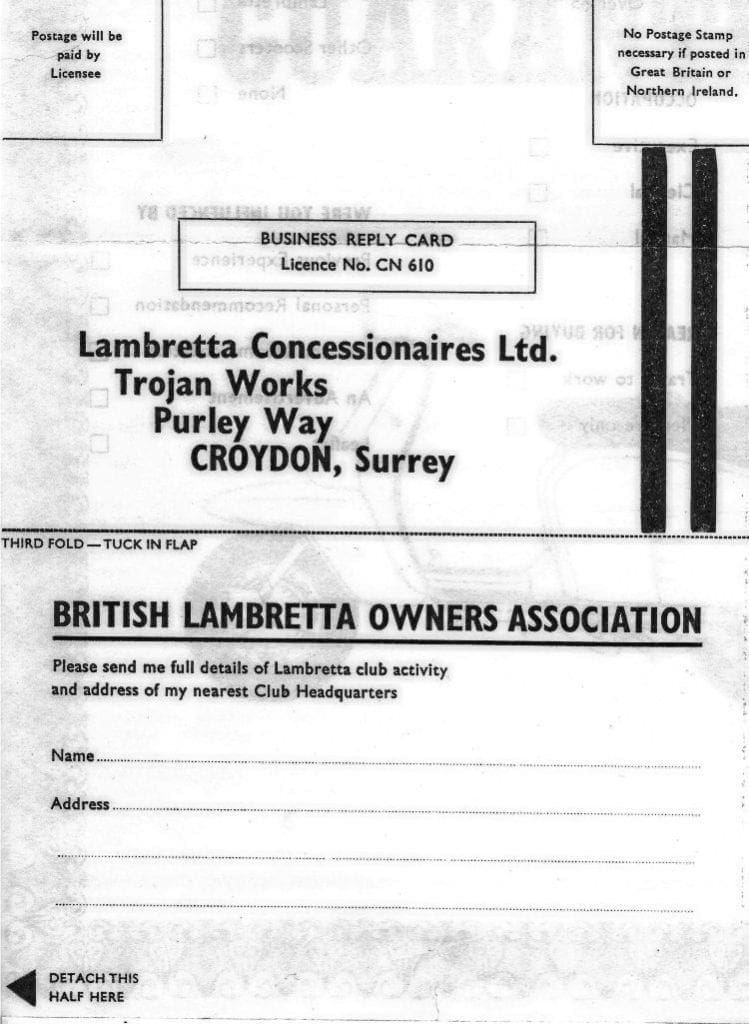 Postage will be
paid by
Licensee
No Postage Stamp
necessary if posted in
Great Britain or
Northern Ireland.
BUSINESS REPLY CARD
Licence No. CN 610
Lambretta Concessionaires Ltd.
Trojan Works
Purley Way
CROYDON, Surrey
THIRD FOLD — TUCK IN FLAP
BRITISH LAMBRETTA OWNERS ASSOCIATION
Please send me full details of Lambretta club activity
and address of my nearest Club Headquarters
Name
Address
DETACH THIS
HALF HERE